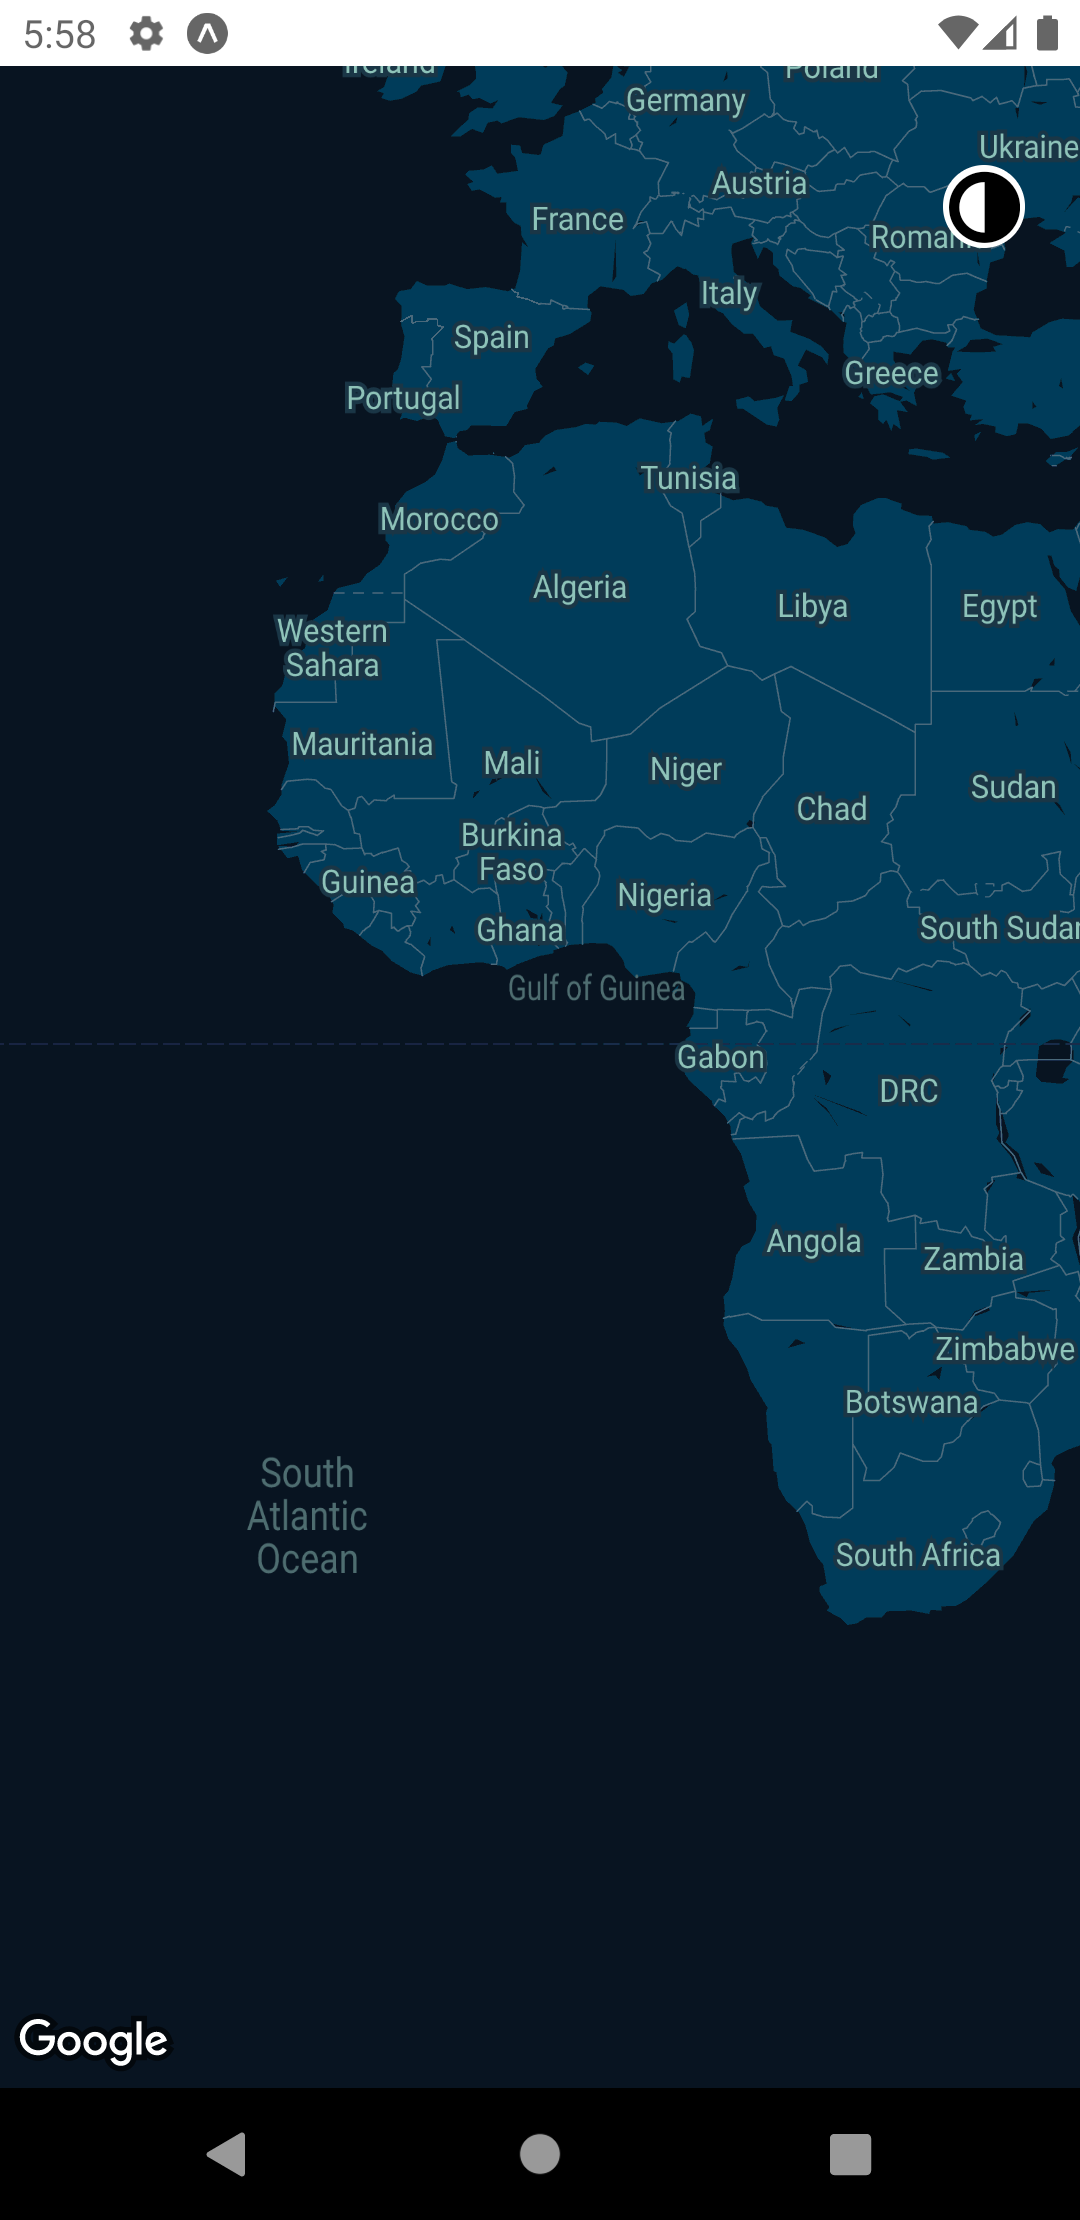 5:58
Ireland
Poland
Germany
Ukraine
Austria
France
Roman
Italy
Spain
Greece
Portugal
Tunisia
Morocco
Algeria
Libya
Egypt
Western
Sahara
Mauritania
Mali
Niger
Sudan
Chad
Burkina
Faso
Guinea
Nigeria
Ghana
South Sudan
Gulf of Guinea
Gabon
DRC
Angola
Zambia
Zimbabwe
Botswana
South
Atlantic
Ocean
South Africa
Google